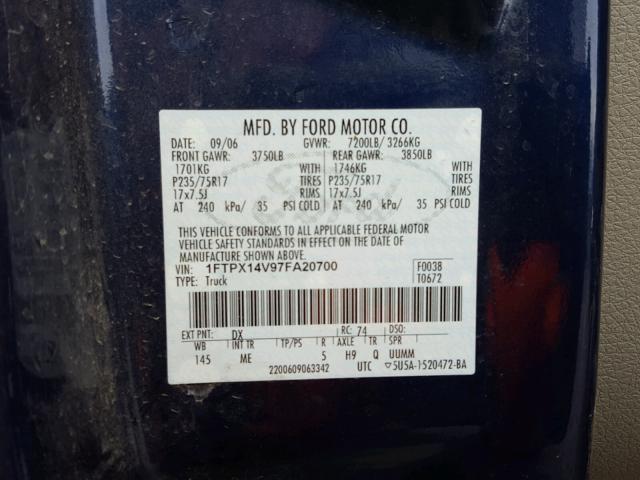 MFD. BY FORD MOTOR CO.
DATE: 09/06 GVWR: 7200LB/ 3266KG
FRONT GAWR: 3750LB REAR GAWR: 3850LB
1701KG WITH 1746KG WITH
P235/75R17 TIRES P235/75R17 TIRES
17x7.5J RIMS 17x7.5J RIMS
AT 240 kPa/ 35 PSI COLD AT 240 kPa/ 35 PSI COLD
THIS VEHICLE CONFORMS TO ALL APPLICABLE FEDERAL MOTOR
VEHICLE SAFETY STANDARDS IN EFFECT ON THE DATE OF
MANUFACTURE SHOWN ABOVE.
VIN: 1FTPX14V97FA20700 F0038
TYPE: Truck T0672
EXT PNT: DX RC: 74 DSO:
WB INT TR TP/PS R AXLE TR SPR
145 ME 5 H9 Q UUMM
2200609063342 UTC ▽5U5A-1520472-BA